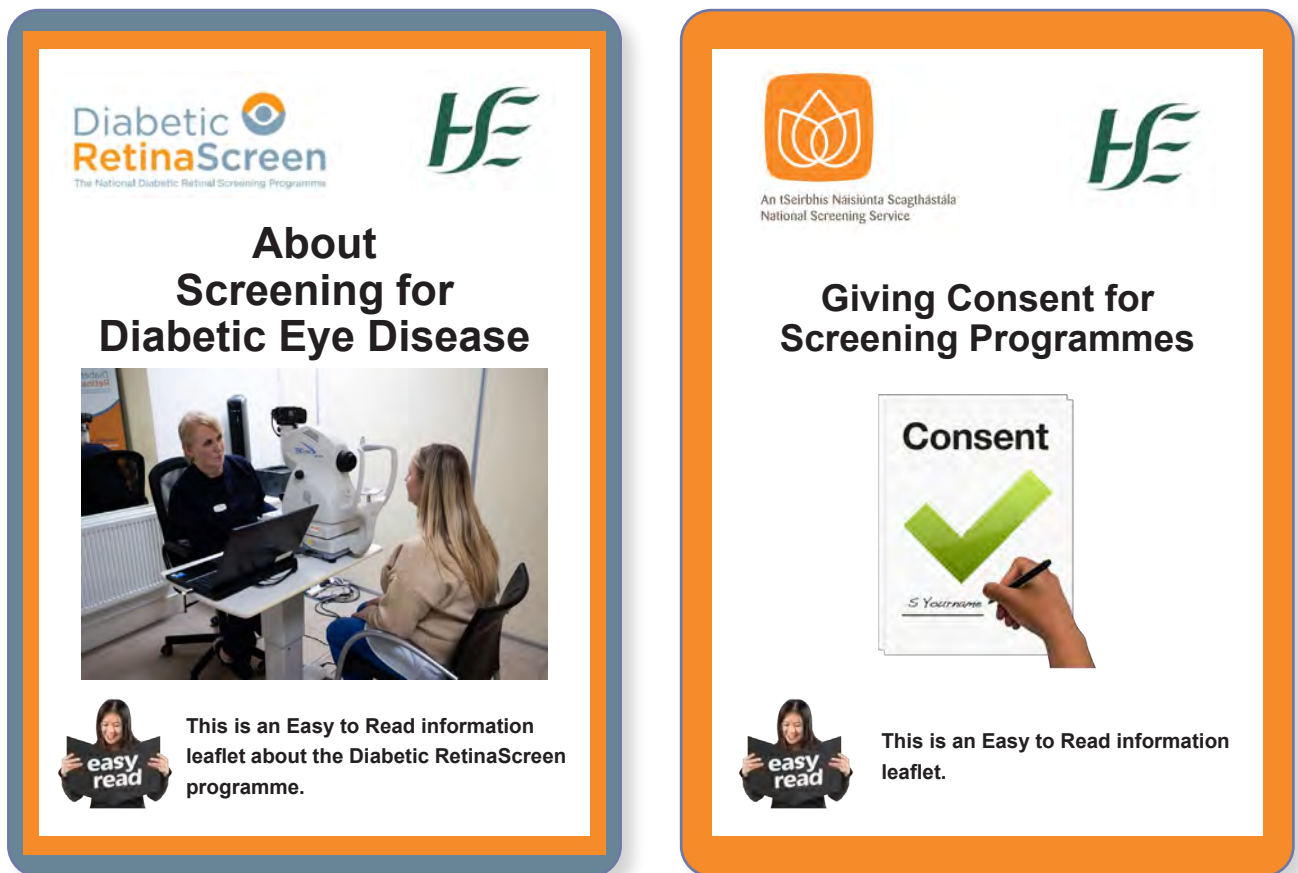 Diabetic
RetinaScreen
The National Diabetic Retinal Screening Programme
HSE
About
Screening for
Diabetic Eye Disease
This is an Easy to Read information
leaflet about the Diabetic RetinaScreen
programme.
easy
read
An tSeirbhís Náisiúnta Scagthástála
National Screening Service
HSE
Giving Consent for
Screening Programmes
Consent
S Yourname
This is an Easy to Read information
leaflet.
easy
read